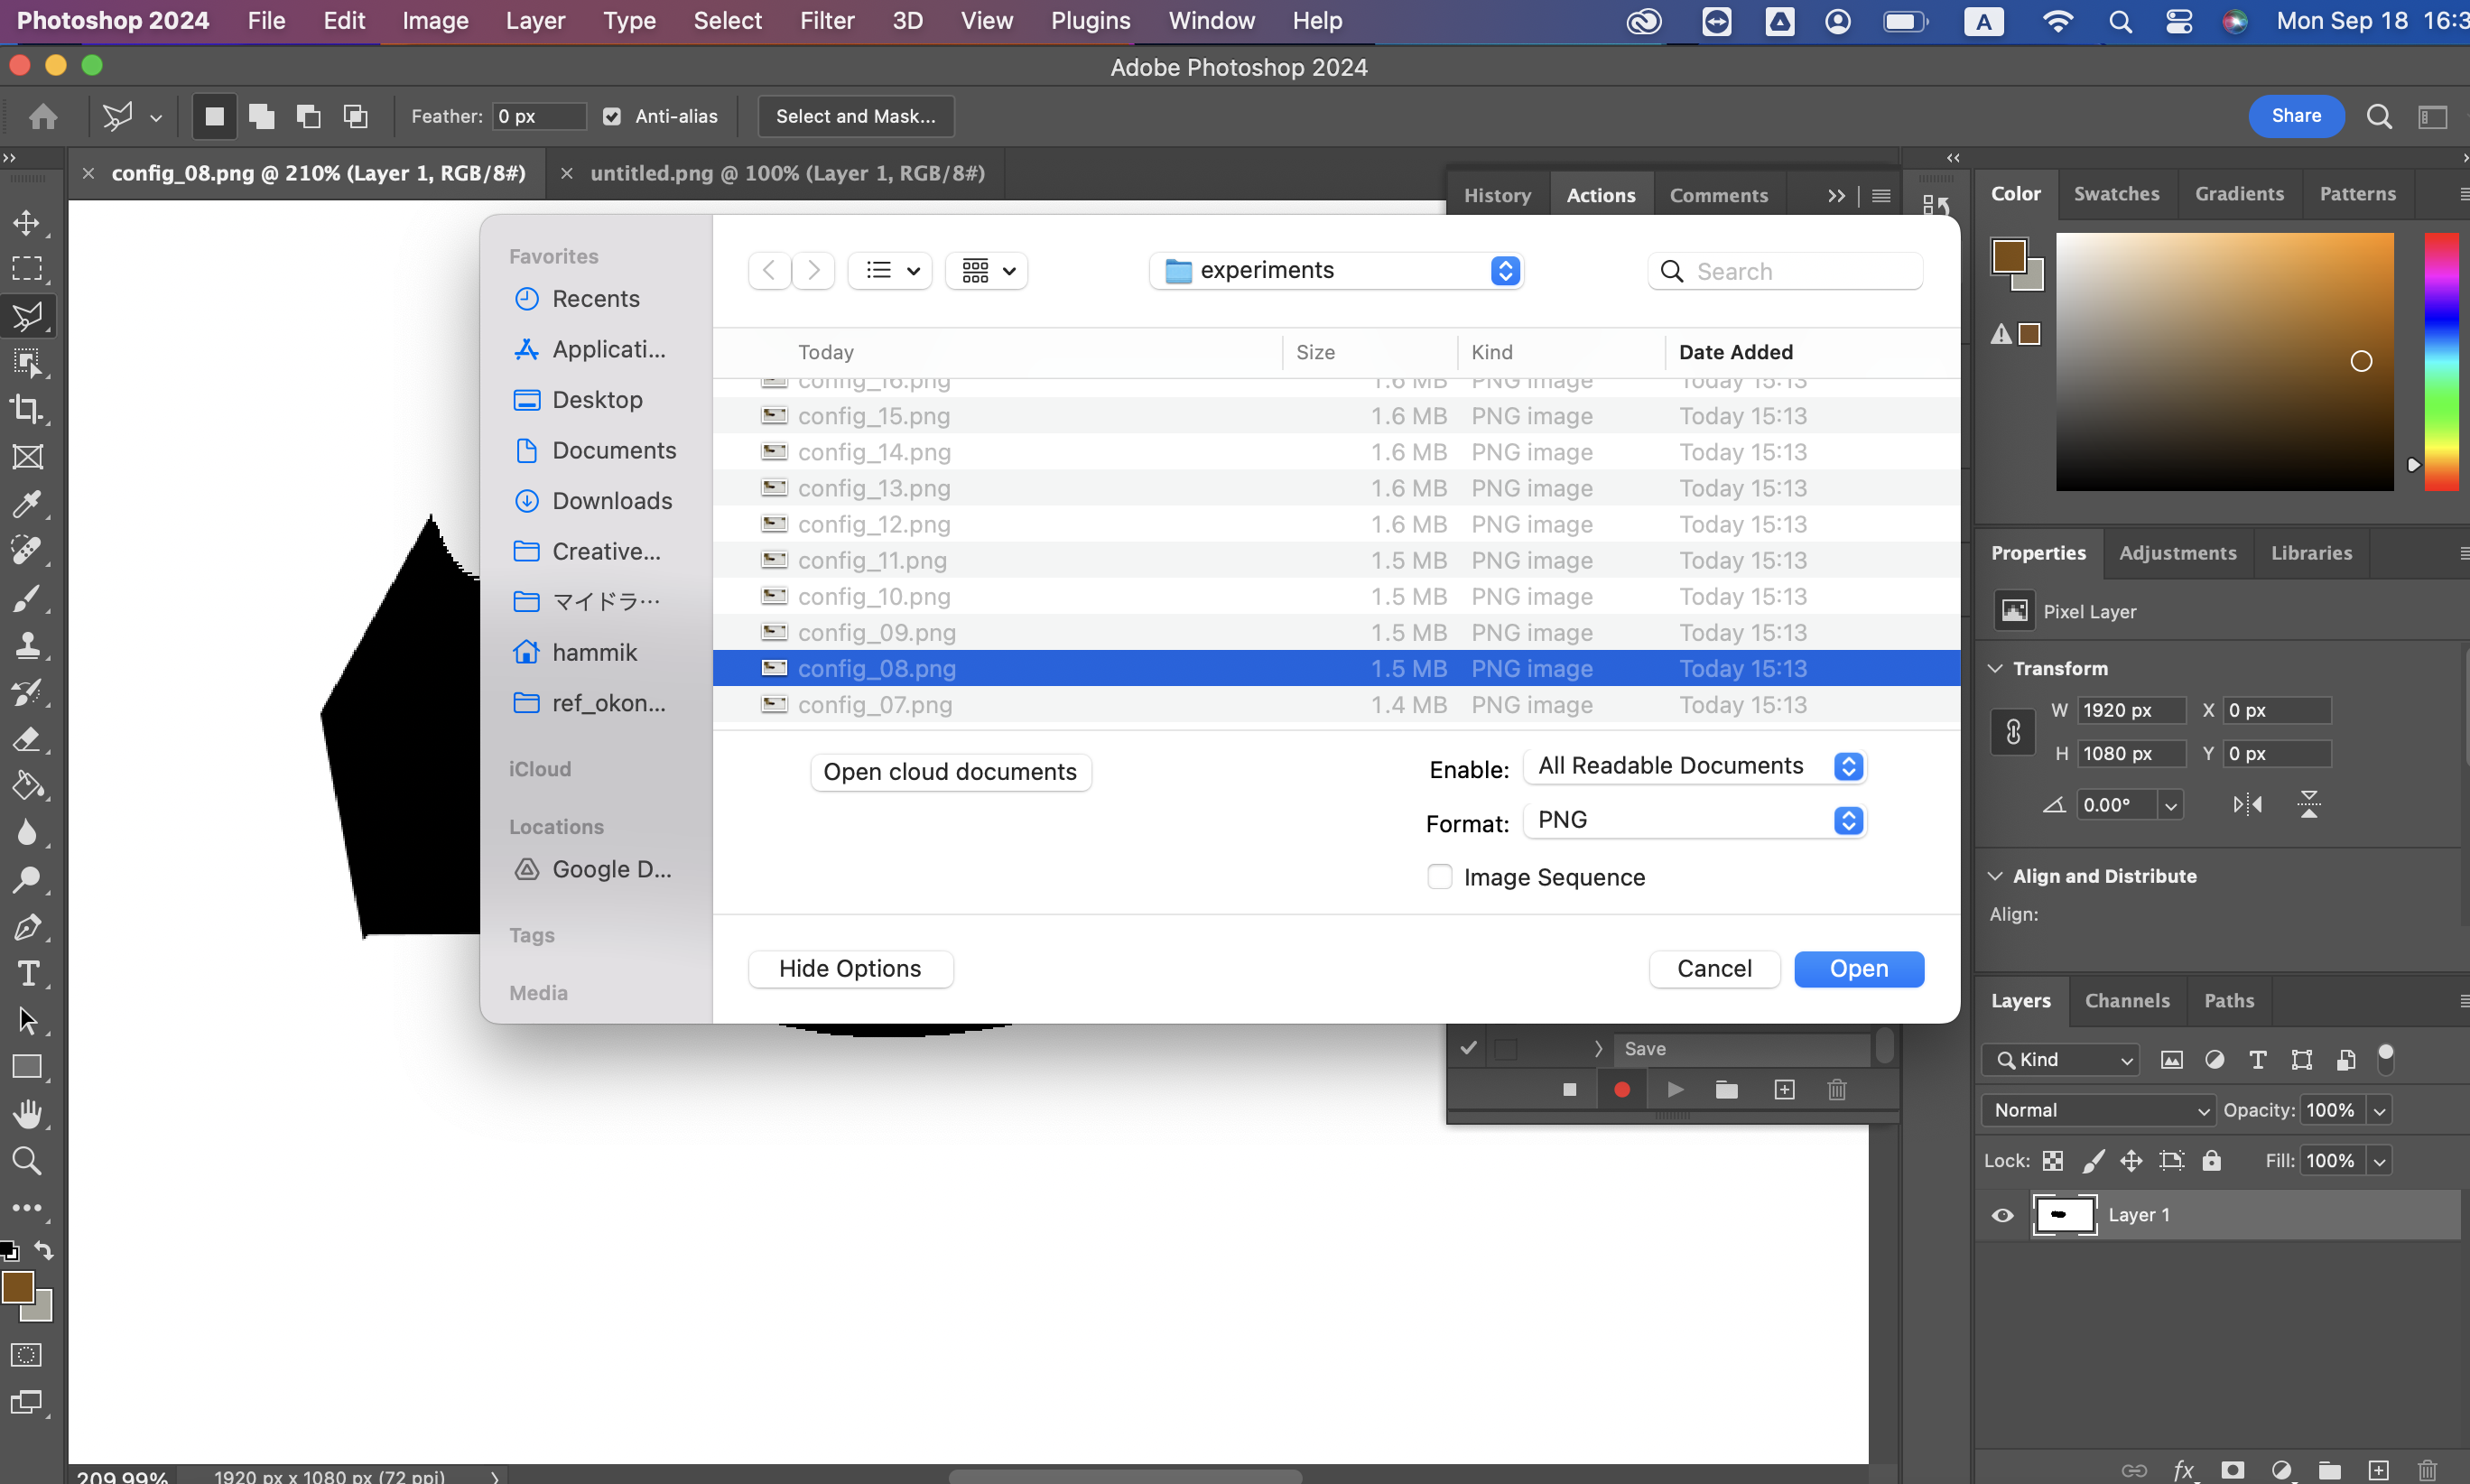 Photoshop 2024 File Edit Image Layer Type Select Filter 3D View Plugins Window Help A Mon Sep 18 16:3
Adobe Photoshop 2024
Feather: 0 px Anti-alias Select and Mask... Share
config_08.png @ 210% (Layer 1, RGB/8#) untitled.png @ 100% (Layer 1, RGB/8#)
History Actions Comments
Color Swatches Gradients Patterns
Favorites
Recents
Applicati...
Desktop
Documents
Downloads
Creative...
マイドラ…
hammik
ref_okon...
iCloud
Locations
Google D...
Tags
Media
experiments Search
Today Size Kind Date Added
config_16.png 1.6 MB PNG image Today 15:13
config_15.png 1.6 MB PNG image Today 15:13
config_14.png 1.6 MB PNG image Today 15:13
config_13.png 1.6 MB PNG image Today 15:13
config_12.png 1.6 MB PNG image Today 15:13
config_11.png 1.5 MB PNG image Today 15:13
config_10.png 1.5 MB PNG image Today 15:13
config_09.png 1.5 MB PNG image Today 15:13
config_08.png 1.5 MB PNG image Today 15:13
config_07.png 1.4 MB PNG image Today 15:13
Open cloud documents
Enable: All Readable Documents
Format: PNG
Image Sequence
Hide Options Cancel Open
Save
Properties Adjustments Libraries
Pixel Layer
Transform
W 1920 px X 0 px
H 1080 px Y 0 px
0.00°
Align and Distribute
Align:
Layers Channels Paths
Kind
Normal Opacity: 100%
Lock: Fill: 100%
Layer 1
fx
209.99% 1920 px x 1080 px (72 ppi)